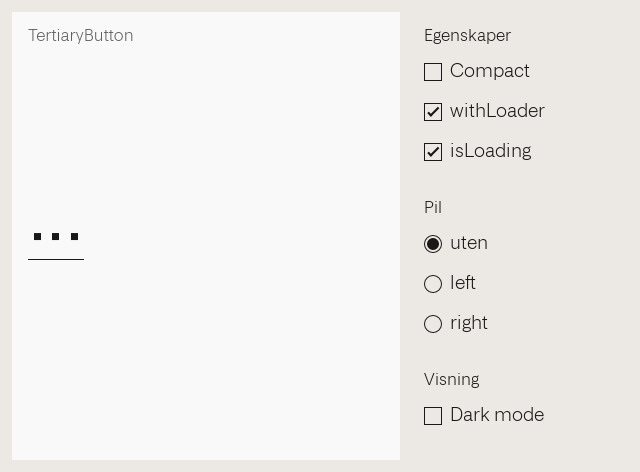 TertiaryButton
Egenskaper
Compact
withLoader
isLoading
Pil
uten
left
right
Visning
Dark mode